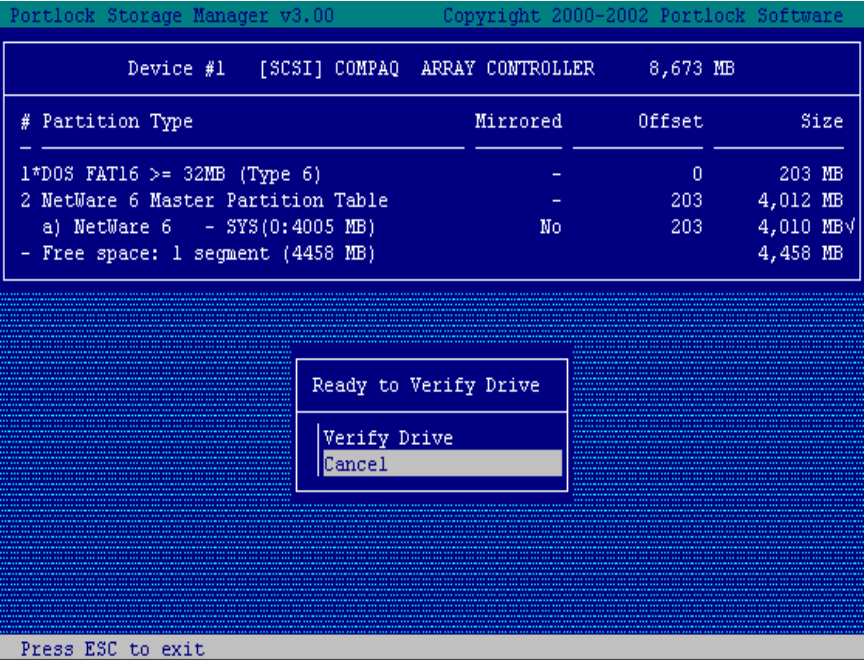 Portlock Storage Manager v3.00 Copyright 2000-2002 Portlock Software
Device #1 [SCSI] COMPAQ ARRAY CONTROLLER 8,673 MB
# Partition Type Mirrored Offset Size
1*DOS FAT16 >= 32MB (Type 6) - 0 203 MB
2 NetWare 6 Master Partition Table - 203 4,012 MB
a) NetWare 6 - SYS(0:4005 MB) No 203 4,010 MB√
- Free space: 1 segment (4458 MB) 4,458 MB
Ready to Verify Drive
Verify Drive
Cancel
Press ESC to exit